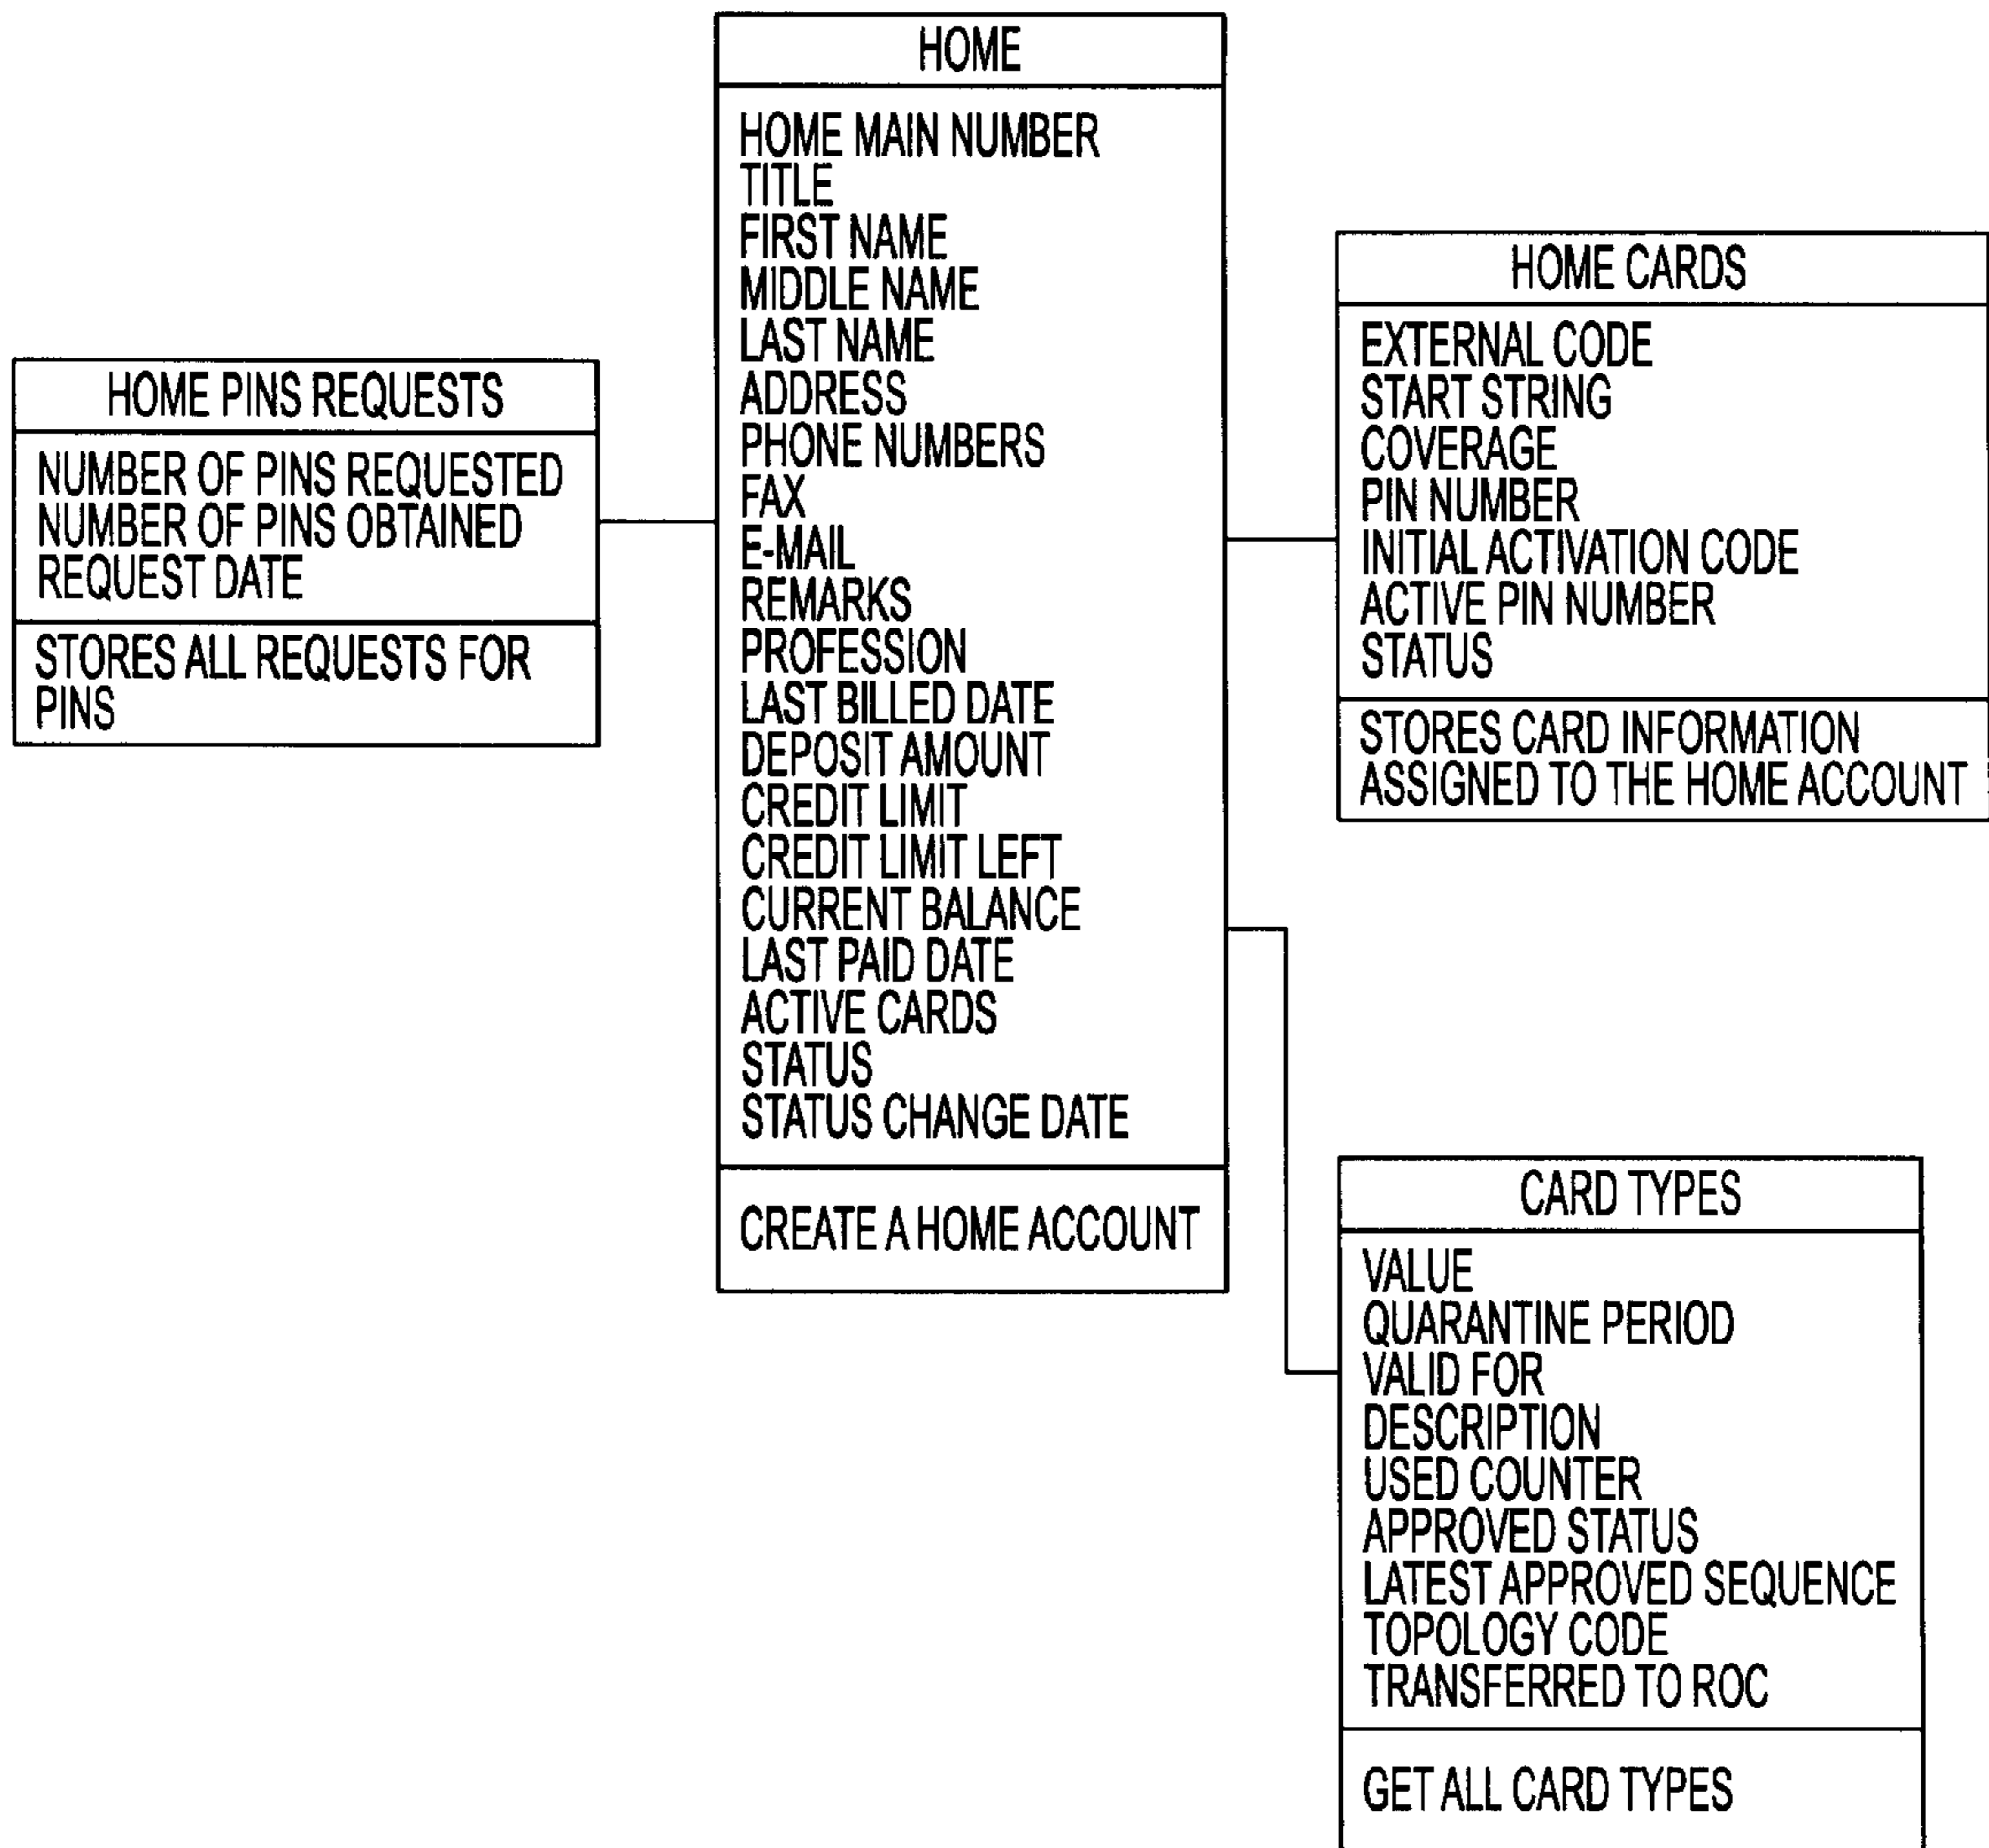 HOME
HOME MAIN NUMBER
TITLE
FIRST NAME
MIDDLE NAME
LAST NAME
ADDRESS
PHONE NUMBERS
FAX
E-MAIL
REMARKS
PROFESSION
LAST BILLED DATE
DEPOSIT AMOUNT
CREDIT LIMIT
CREDIT LIMIT LEFT
CURRENT BALANCE
LAST PAID DATE
ACTIVE CARDS
STATUS
STATUS CHANGE DATE
CREATE A HOME ACCOUNT
HOME PINS REQUESTS
NUMBER OF PINS REQUESTED
NUMBER OF PINS OBTAINED
REQUEST DATE
STORES ALL REQUESTS FOR
PINS
HOME CARDS
EXTERNAL CODE
START STRING
COVERAGE
PIN NUMBER
INITIAL ACTIVATION CODE
ACTIVE PIN NUMBER
STATUS
STORES CARD INFORMATION
ASSIGNED TO THE HOME ACCOUNT
CARD TYPES
VALUE
QUARANTINE PERIOD
VALID FOR
DESCRIPTION
USED COUNTER
APPROVED STATUS
LATEST APPROVED SEQUENCE
TOPOLOGY CODE
TRANSFERRED TO ROC
GET ALL CARD TYPES